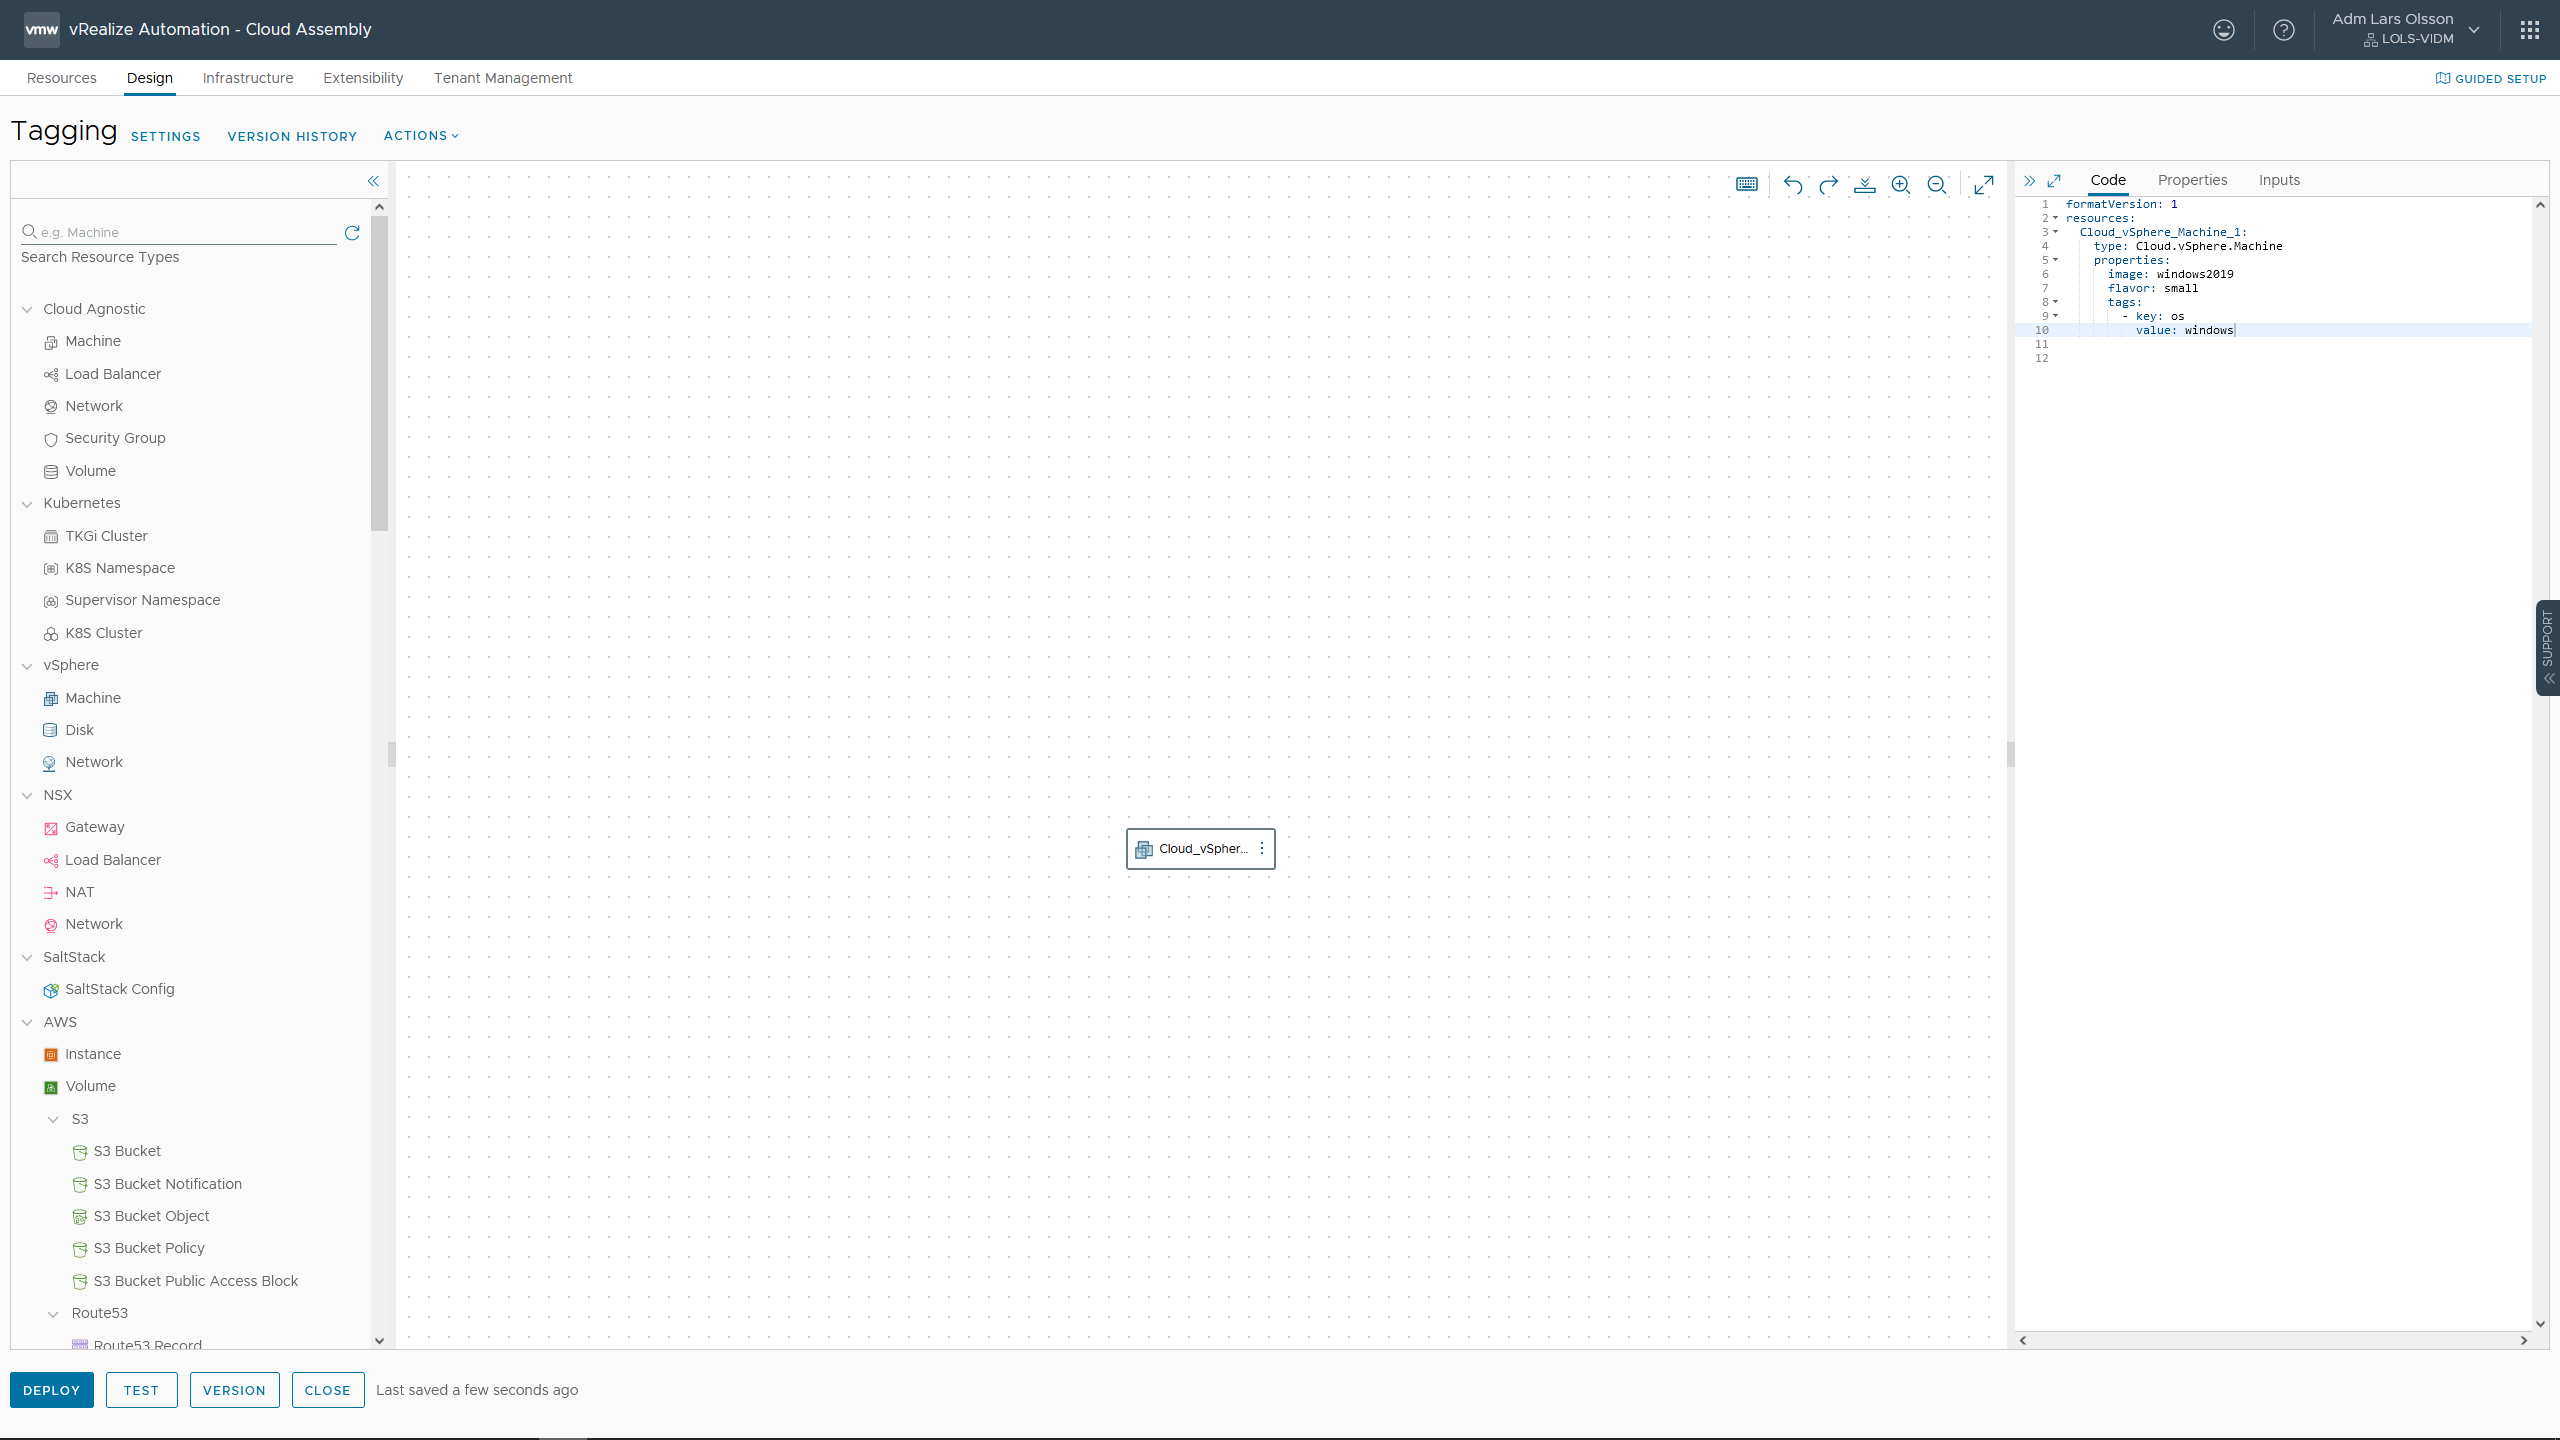 vmw vRealize Automation - Cloud Assembly
Adm Lars Olsson
LOLS-VIDM
Resources Design Infrastructure Extensibility Tenant Management
GUIDED SETUP
Tagging SETTINGS VERSION HISTORY ACTIONS
e.g. Machine
Search Resource Types
Cloud Agnostic
Machine
Load Balancer
Network
Security Group
Volume
Kubernetes
TKGi Cluster
K8S Namespace
Supervisor Namespace
K8S Cluster
vSphere
Machine
Disk
Network
NSX
Gateway
Load Balancer
NAT
Network
SaltStack
SaltStack Config
AWS
Instance
Volume
S3
S3 Bucket
S3 Bucket Notification
S3 Bucket Object
S3 Bucket Policy
S3 Bucket Public Access Block
Route53
Route53 Record
Cloud_vSpher...
Code Properties Inputs
1 formatVersion: 1
2 resources:
3 Cloud_vSphere_Machine_1:
4 type: Cloud.vSphere.Machine
5 properties:
6 image: windows2019
7 flavor: small
8 tags:
9 - key: os
10 value: windows
11
12
SUPPORT
DEPLOY TEST VERSION CLOSE Last saved a few seconds ago